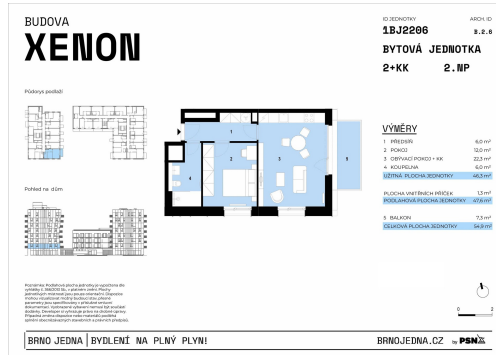 BUDOVA
XENON
ID JEDNOTKY
ARCH. ID
1BJ2206
B.2.6
BYTOVÁ JEDNOTKA
2+KK 2.NP
Půdorys podlaží
Pohled na dům
1
2
3
4
5
VÝMĚRY
1 PŘEDSÍŇ 6,0 m²
2 POKOJ 12,0 m²
3 OBÝVACÍ POKOJ + KK 22,3 m²
4 KOUPELNA 6,0 m²
UŽITNÁ PLOCHA JEDNOTKY 46,3 m²
PLOCHA VNITŘNÍCH PŘÍČEK 1,3 m²
PODLAHOVÁ PLOCHA JEDNOTKY 47,6 m²
5 BALKON 7,3 m²
CELKOVÁ PLOCHA JEDNOTKY 54,9 m²
0 2
BRNO JEDNA | BYDLENÍ NA PLNÝ PLYN!
BRNOJEDNA.CZ by PSN